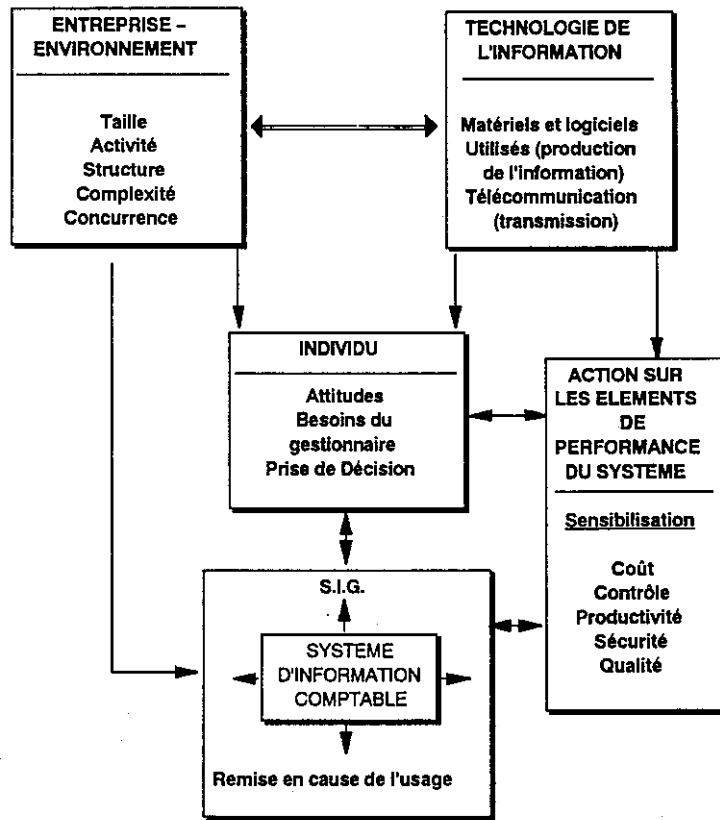 ENTREPRISE –
ENVIRONNEMENT
Taille
Activité
Structure
Complexité
Concurrence
TECHNOLOGIE DE
L'INFORMATION
Matériels et logiciels
Utilisés (production
de l'information)
Télécommunication
(transmission)
INDIVIDU
Attitudes
Besoins du
gestionnaire
Prise de Décision
ACTION SUR
LES ELEMENTS
DE
PERFORMANCE
DU SYSTEME
Sensibilisation
Coût
Contrôle
Productivité
Sécurité
Qualité
S.I.G.
SYSTEME
D'INFORMATION
COMPTABLE
Remise en cause de l'usage